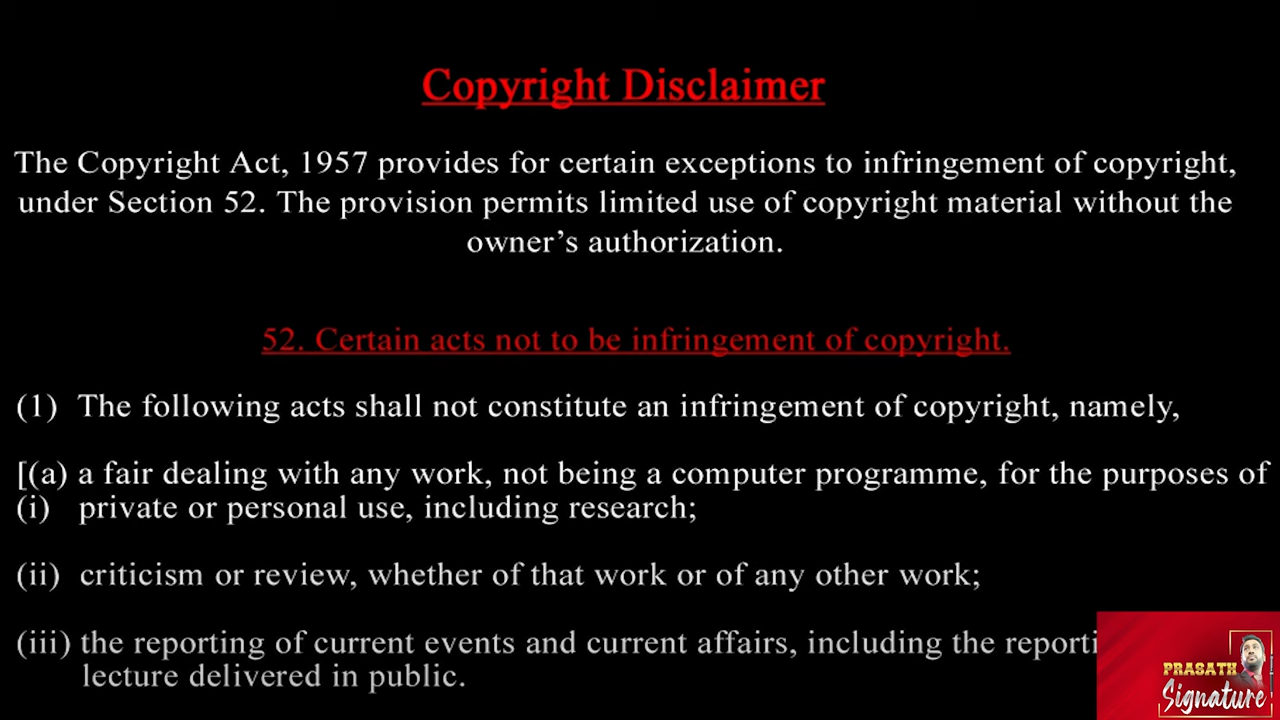 Copyright Disclaimer
The Copyright Act, 1957 provides for certain exceptions to infringement of copyright,
under Section 52. The provision permits limited use of copyright material without the
owner’s authorization.
52. Certain acts not to be infringement of copyright.
(1) The following acts shall not constitute an infringement of copyright, namely,
[(a) a fair dealing with any work, not being a computer programme, for the purposes of
(i) private or personal use, including research;
(ii) criticism or review, whether of that work or of any other work;
(iii) the reporting of current events and current affairs, including the
lecture delivered in public.
PRASATH
Signature